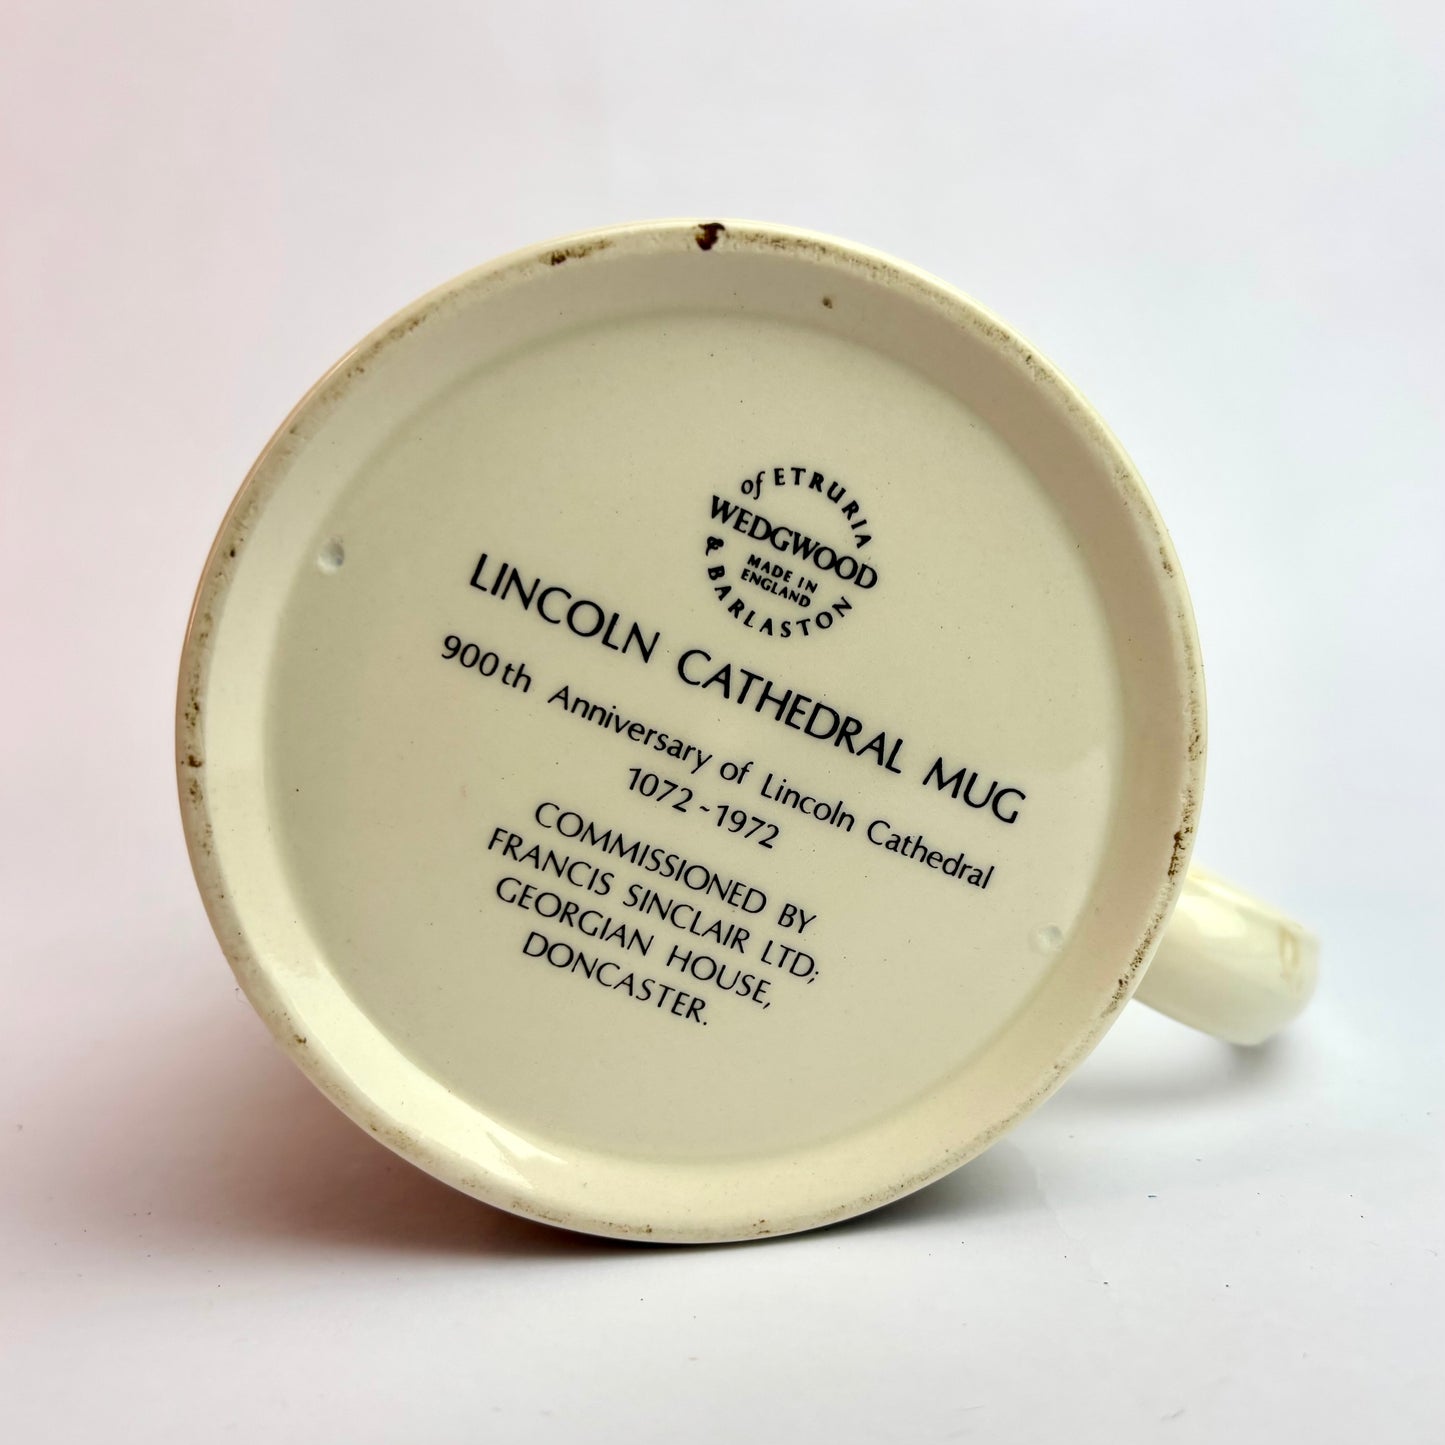 of ETRURIA
WEDGWOOD
MADE IN
ENGLAND
& BARLASTON
LINCOLN CATHEDRAL MUG
900th Anniversary of Lincoln Cathedral
1072~1972
COMMISSIONED BY
FRANCIS SINCLAIR LTD;
GEORGIAN HOUSE,
DONCASTER.